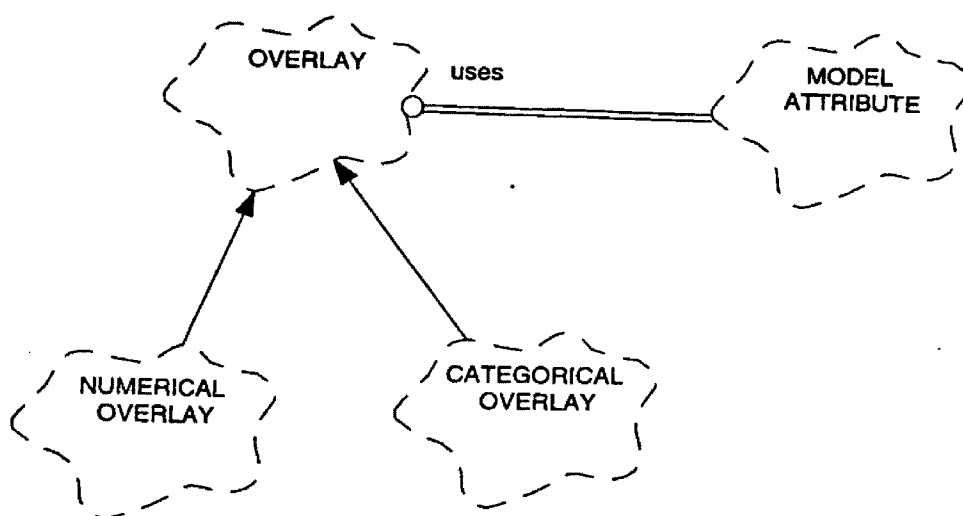 OVERLAY
uses
MODEL
ATTRIBUTE
NUMERICAL
OVERLAY
CATEGORICAL
OVERLAY